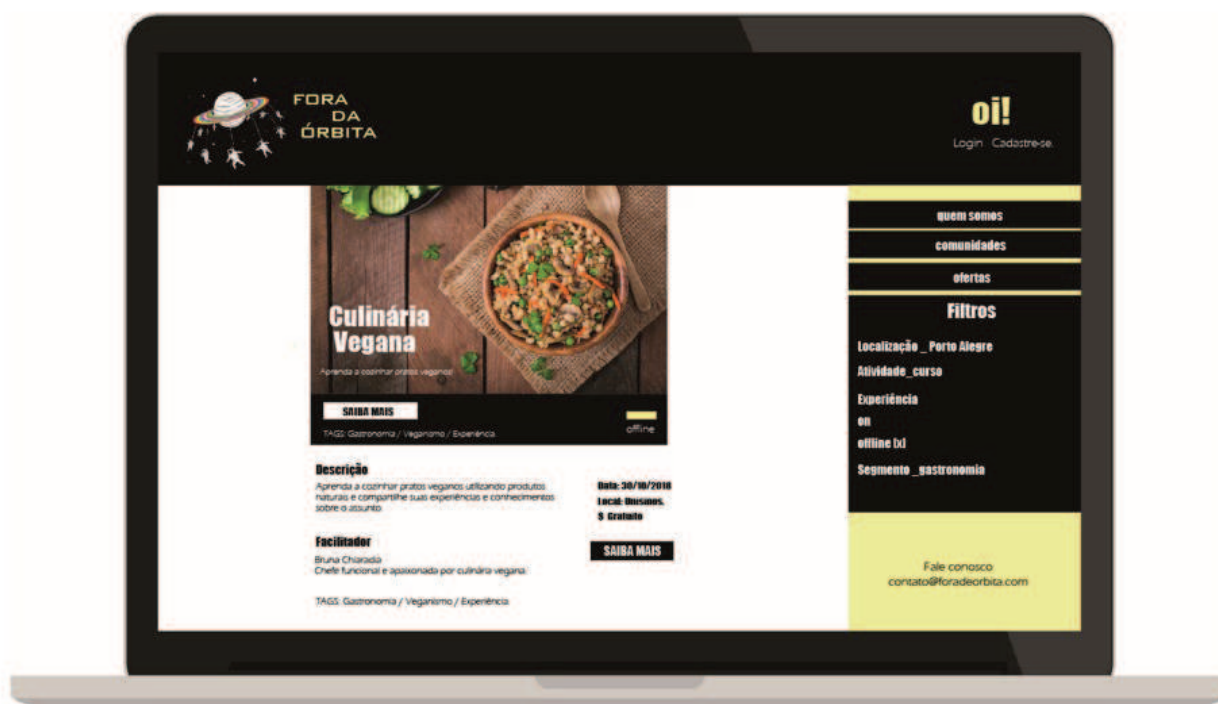 FORA
DA
ÓRBITA
oi!
Login Cadastre-se.
quem somos
comunidades
ofertas
Filtros
Localização _ Porto Alegre
Atividade_curso
Experiência
on
offline [x]
Segmento _gastronomia
Fale conosco
contato@foradeorbita.com
Culinária
Vegana
Aprenda a cozinhar pratos veganos!
SAIBA MAIS
TAGS: Gastronomia / Veganismo / Experiência.
offline
Descrição
Aprenda a cozinhar pratos veganos utilizando produtos
naturais e compartilhe suas experiências e conhecimentos
sobre o assunto.
Facilitador
Bruna Chiaradia
Chefe funcional e apaixonada por culinária vegana.
TAGS: Gastronomia / Veganismo / Experiência.
Data: 30/10/2018
Local: Unisinos.
$ Gratuito
SAIBA MAIS